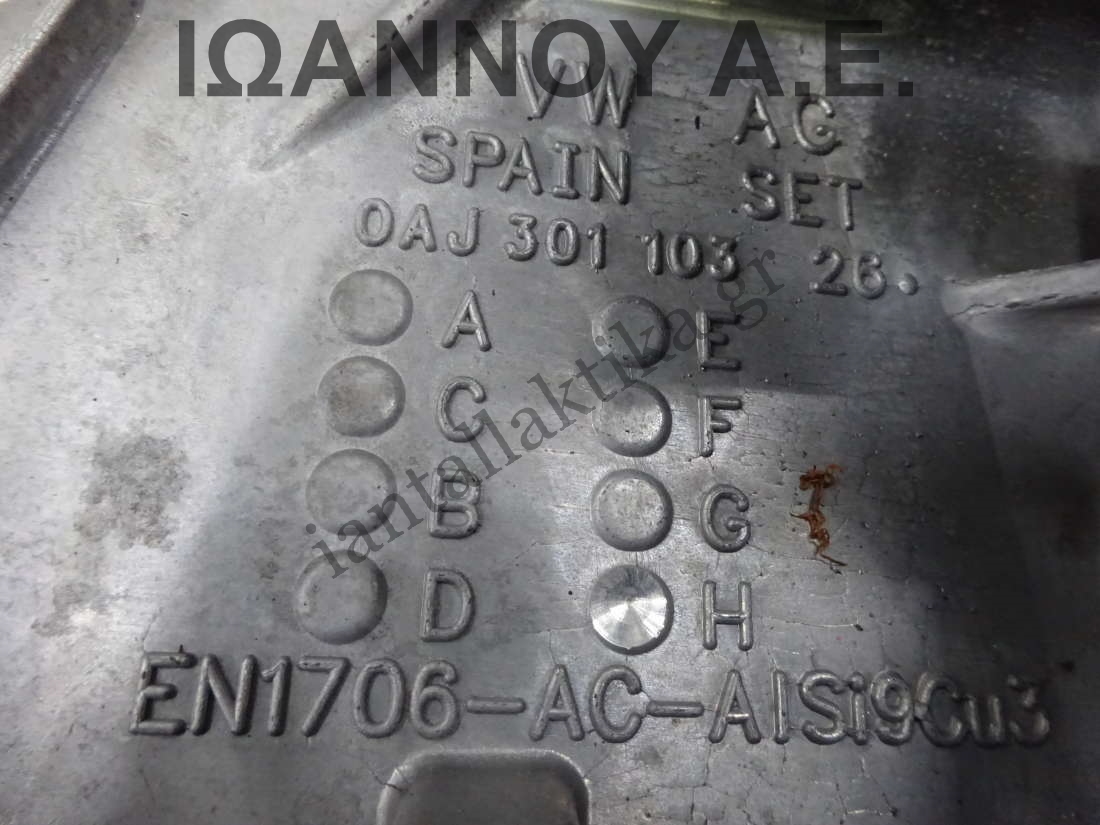 ΙΩΑΝΝΟΥ Α.Ε.
VW AG
SPAIN SET
0AJ 301 103 26.
A E
C F
B G
D H
EN1706-AC-AlSi9Cu3
iantallaktika.gr